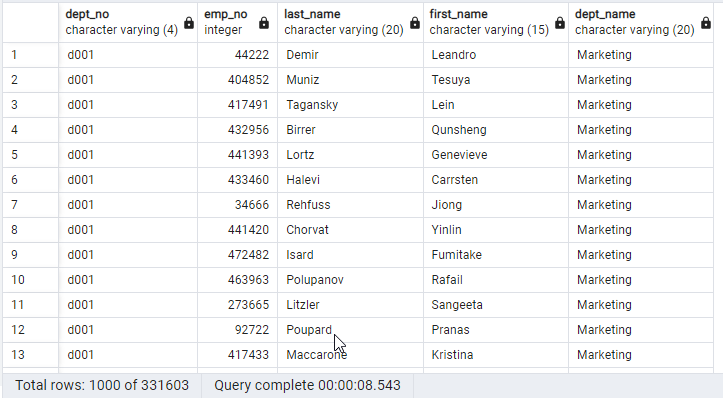 dept_no emp_no last_name first_name dept_name
character varying (4) integer character varying (20) character varying (15) character varying (20)
1 d001 44222 Demir Leandro Marketing
2 d001 404852 Muniz Tesuya Marketing
3 d001 417491 Tagansky Lein Marketing
4 d001 432956 Birrer Qunsheng Marketing
5 d001 441393 Lortz Genevieve Marketing
6 d001 433460 Halevi Carrsten Marketing
7 d001 34666 Rehfuss Jiong Marketing
8 d001 441420 Chorvat Yinlin Marketing
9 d001 472482 Isard Fumitake Marketing
10 d001 463963 Polupanov Rafail Marketing
11 d001 273665 Litzler Sangeeta Marketing
12 d001 92722 Poupard Pranas Marketing
13 d001 417433 Maccarone Kristina Marketing
Total rows: 1000 of 331603 Query complete 00:00:08.543